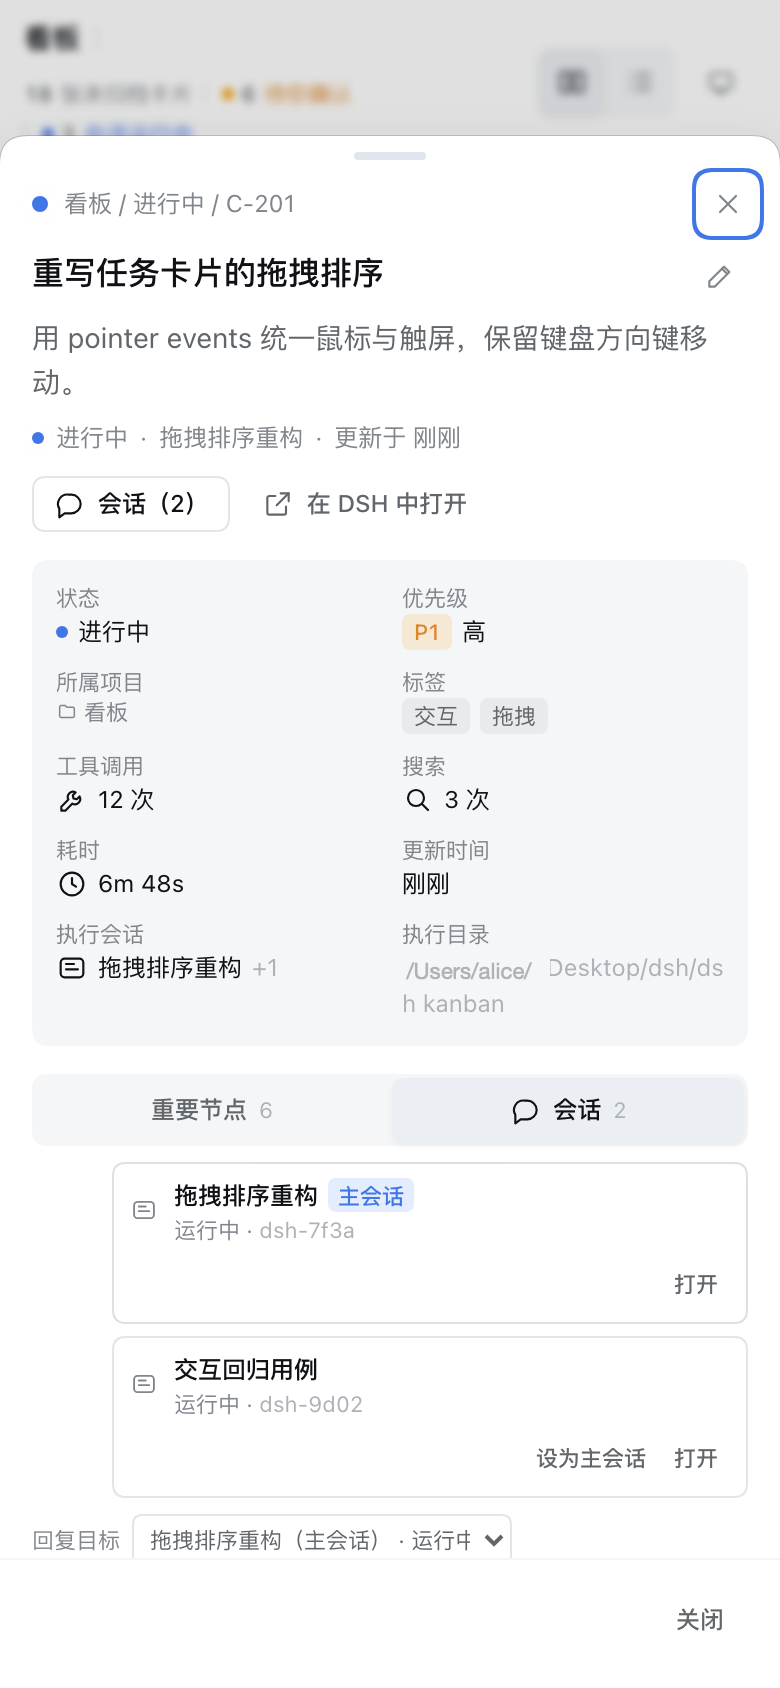 看板
看板 / 进行中 / C-201
重写任务卡片的拖拽排序
用 pointer events 统一鼠标与触屏，保留键盘方向键移
动。
进行中 · 拖拽排序重构 · 更新于 刚刚
会话（2） 在 DSH 中打开
状态 优先级
进行中 P1 高
所属项目 标签
看板 交互 拖拽
工具调用 搜索
12 次 3 次
耗时 更新时间
6m 48s 刚刚
执行会话 执行目录
拖拽排序重构 +1 /Users/alice/ Desktop/dsh/ds
h kanban
重要节点 6 会话 2
拖拽排序重构 主会话
运行中 · dsh-7f3a
打开
交互回归用例
运行中 · dsh-9d02
设为主会话 打开
回复目标 拖拽排序重构（主会话） · 运行中
关闭